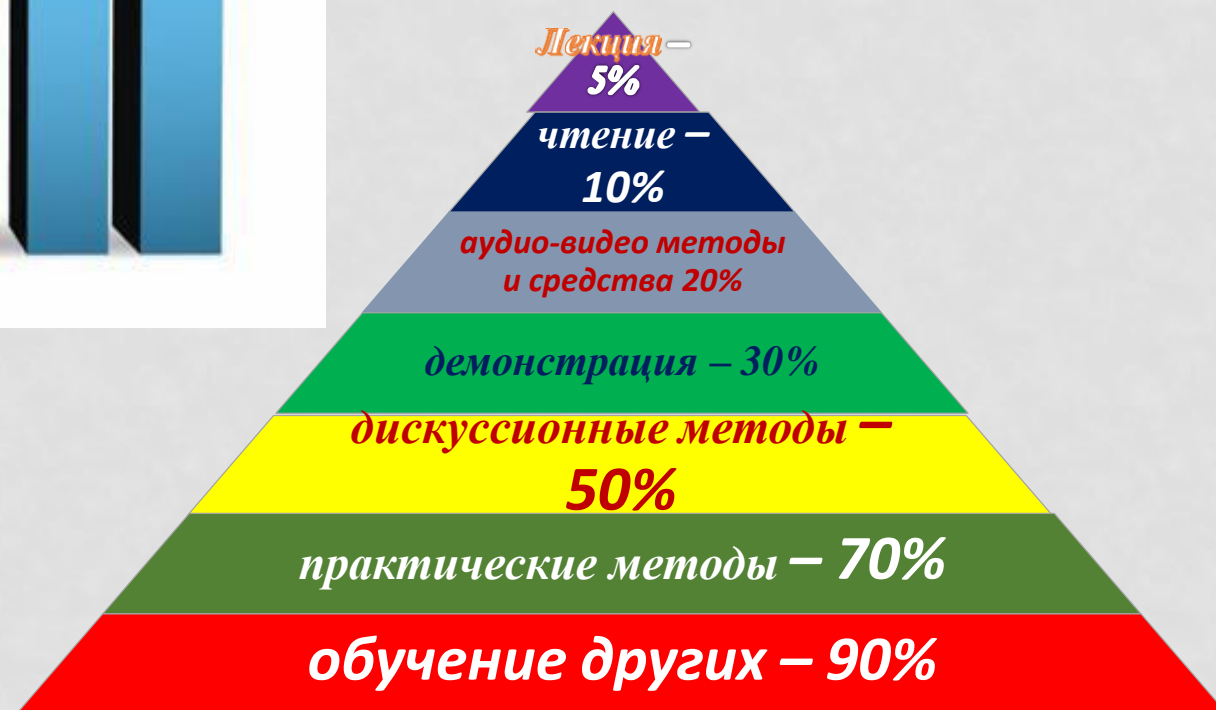 Лекция –
5%
чтение –
10%
аудио-видео методы
и средства 20%
демонстрация – 30%
дискуссионные методы –
50%
практические методы – 70%
обучение других – 90%